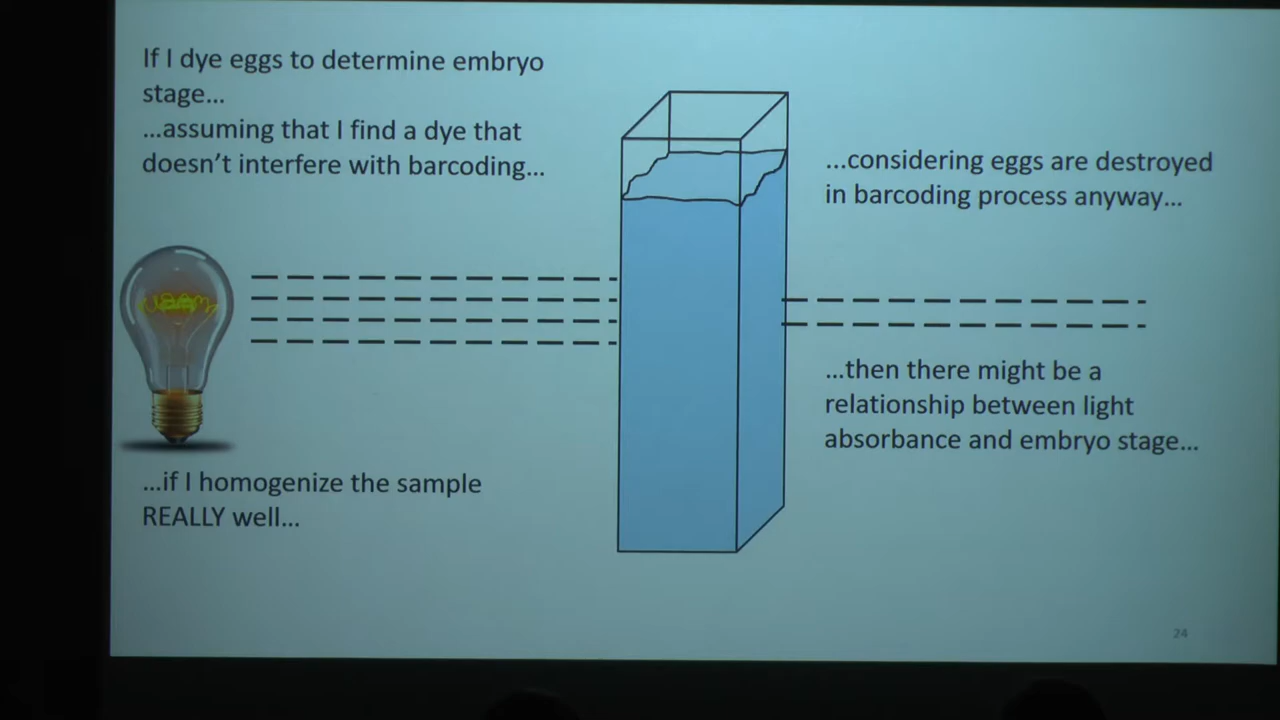 If I dye eggs to determine embryo
stage...
...assuming that I find a dye that
doesn't interfere with barcoding...
...if I homogenize the sample
REALLY well...
...considering eggs are destroyed
in barcoding process anyway...
...then there might be a
relationship between light
absorbance and embryo stage...
24